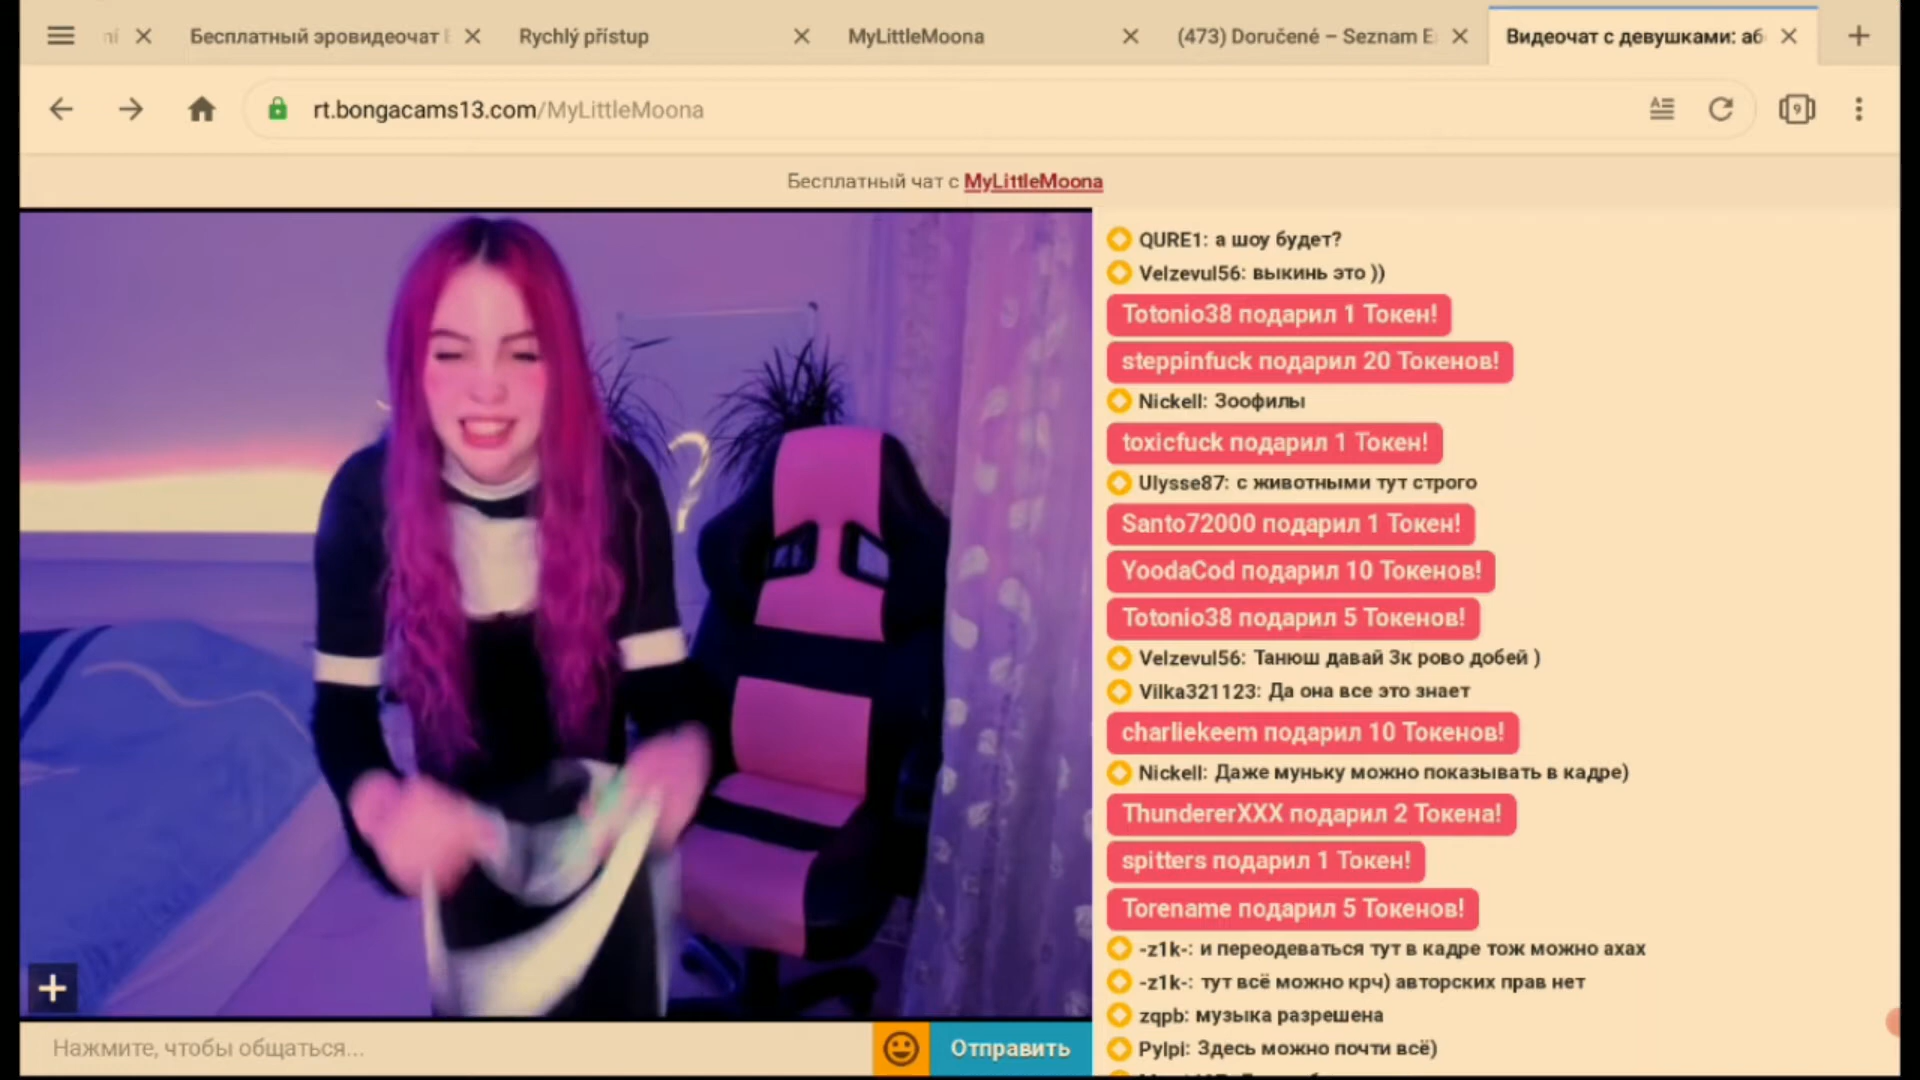 ní
Бесплатный эровидеочат
Rychlý přístup
MyLittleMoona
(473) Doručené – Seznam E
Видеочат с девушками: аб
rt.bongacams13.com/MyLittleMoona
9
Бесплатный чат с MyLittleMoona
QURE1: а шоу будет?
Velzevul56: выкинь это ))
Totonio38 подарил 1 Токен!
steppinfuck подарил 20 Токенов!
Nickell: Зоофилы
toxicfuck подарил 1 Токен!
Ulysse87: с животными тут строго
Santo72000 подарил 1 Токен!
YoodaCod подарил 10 Токенов!
Totonio38 подарил 5 Токенов!
Velzevul56: Танюш давай 3к рово добей )
Vilka321123: Да она все это знает
charliekeem подарил 10 Токенов!
Nickell: Даже муньку можно показывать в кадре)
ThundererXXX подарил 2 Токена!
spitters подарил 1 Токен!
Torename подарил 5 Токенов!
-z1k-: и переодеваться тут в кадре тож можно ахах
-z1k-: тут всё можно крч) авторских прав нет
zqpb: музыка разрешена
Pylpi: Здесь можно почти всё)
Нажмите, чтобы общаться...
Отправить